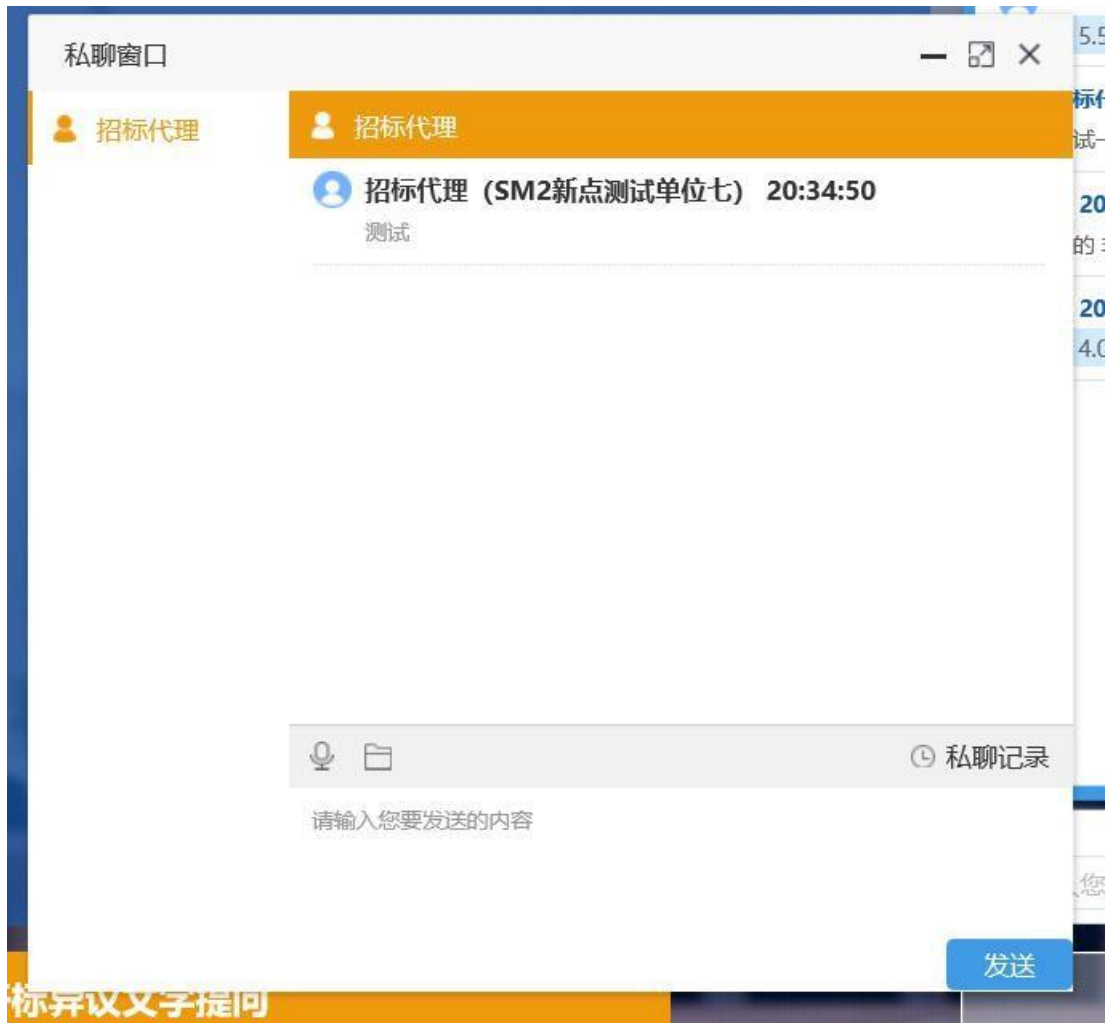 私聊窗口
招标代理
招标代理
招标代理（SM2新点测试单位七） 20:34:50
测试
私聊记录
请输入您要发送的内容
发送
5.5
标
试
20
的
20
4.0
您
标异议文字提问